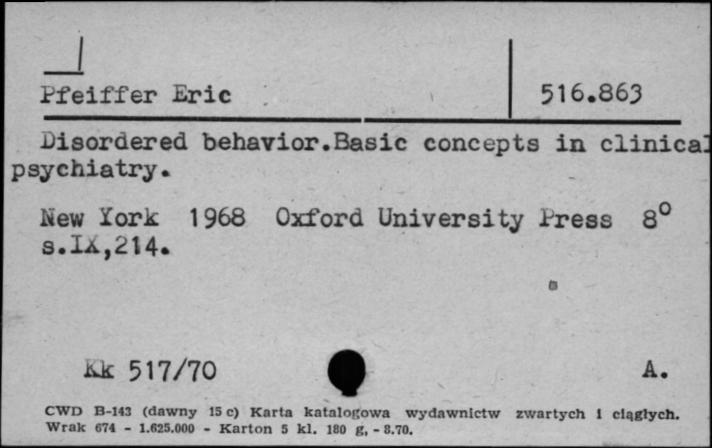 Pfeiffer Eric 516.863
Disordered behavior.Basic concepts in clinical
psychiatry.
New York 1968 Oxford University Press 8°
s.IX,214.
Kk 517/70 A.
CWD B-143 (dawny 15 c) Karta katalogowa wydawnictw zwartych i ciągłych.
Wrak 674 - 1.625.000 - Karton 5 kl. 180 g, - 8.70.